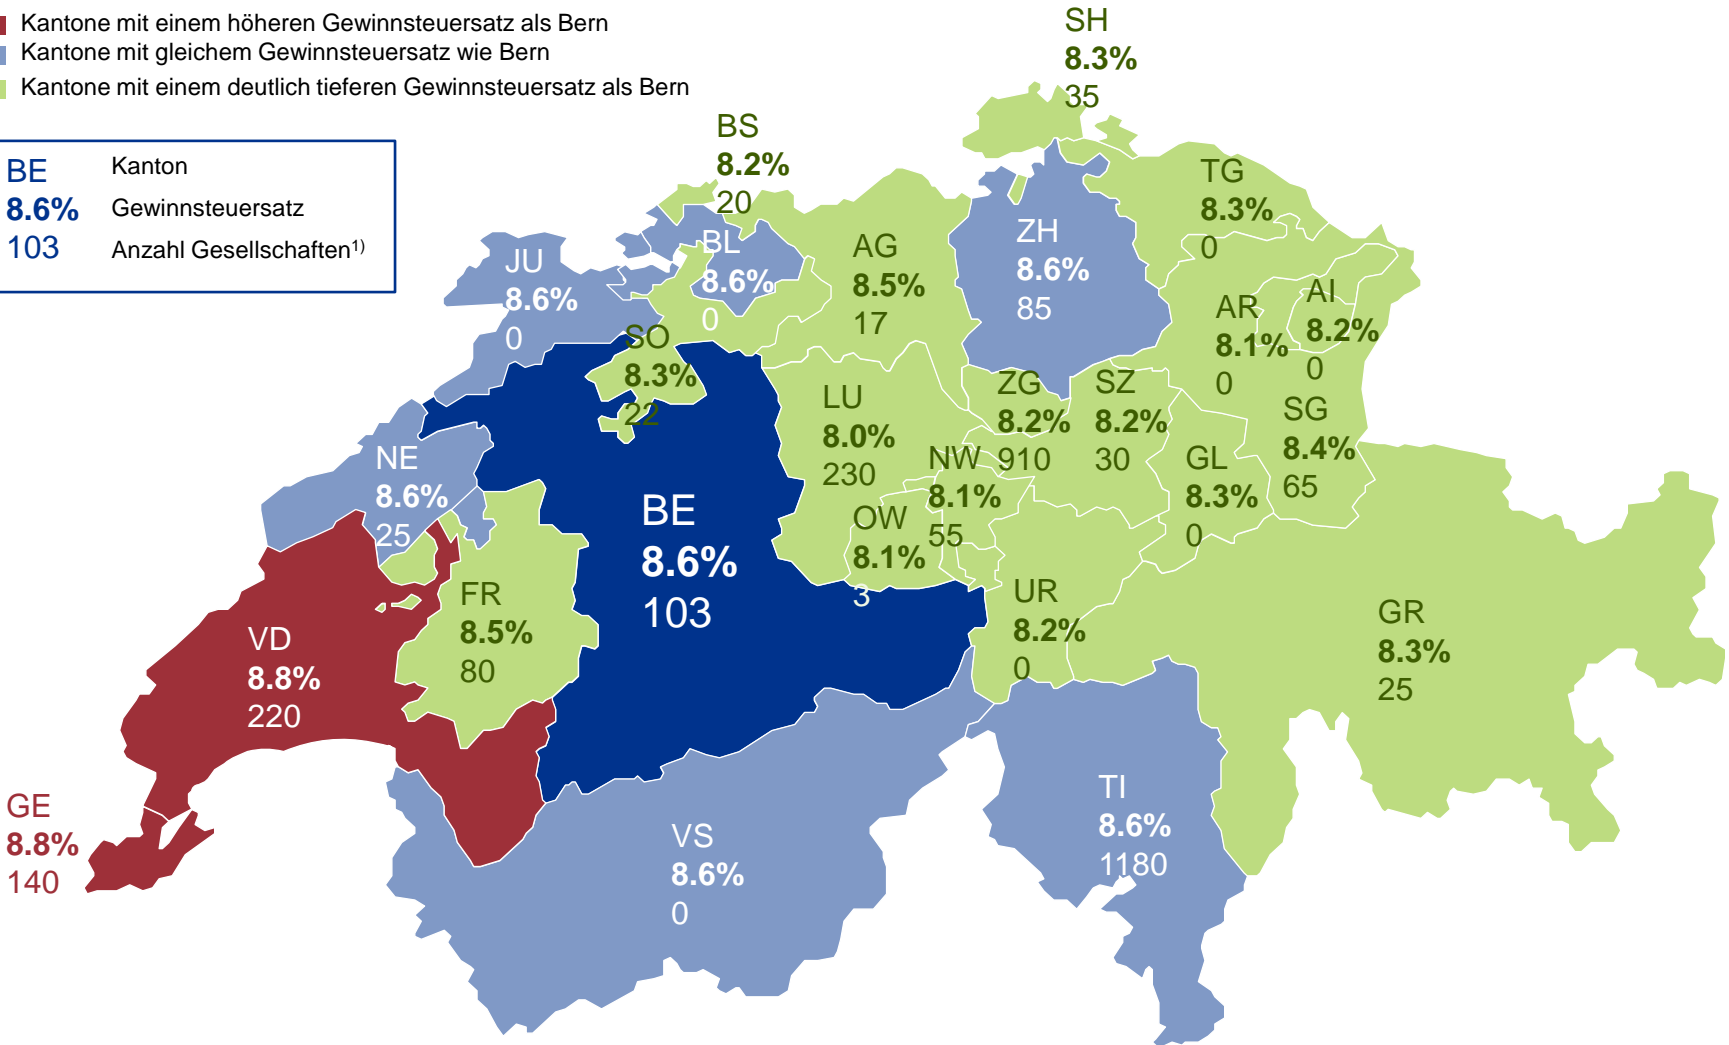 Kantone mit einem höheren Gewinnsteuersatz als Bern
Kantone mit gleichem Gewinnsteuersatz wie Bern
Kantone mit einem deutlich tieferen Gewinnsteuersatz als Bern
BE Kanton
8.6% Gewinnsteuersatz
103 Anzahl Gesellschaften¹⁾
SH
8.3%
35
BS
8.2%
20
TG
8.3%
0
JU
8.6%
0
BL
8.6%
0
AG
8.5%
17
ZH
8.6%
85
AR
8.1%
0
AI
8.2%
0
SO
8.3%
22
LU
8.0%
230
ZG
8.2%
910
SZ
8.2%
30
SG
8.4%
65
NE
8.6%
25
NW
8.1%
55
GL
8.3%
0
BE
8.6%
103
OW
8.1%
3
FR
8.5%
80
UR
8.2%
0
GR
8.3%
25
VD
8.8%
220
GE
8.8%
140
VS
8.6%
0
TI
8.6%
1180